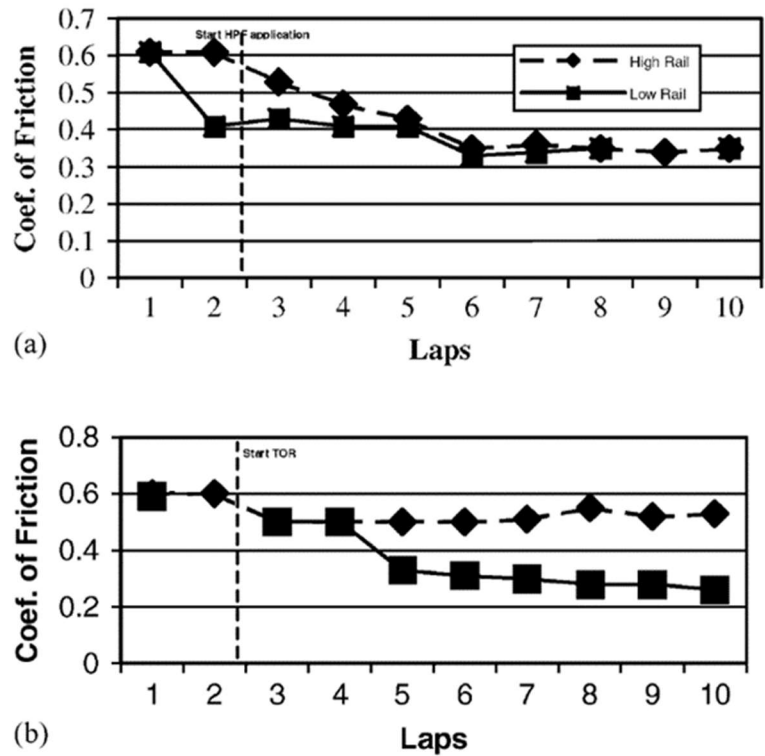 0.7
Start HPF application
0.6
High Rail
0.5
Low Rail
0.4
0.3
0.2
0.1
0
Coef. of Friction
1 2 3 4 5 6 7 8 9 10
(a)
Laps
0.8
Start TOR
0.6
0.4
0.2
0
Coef. of Friction
1 2 3 4 5 6 7 8 9 10
(b)
Laps